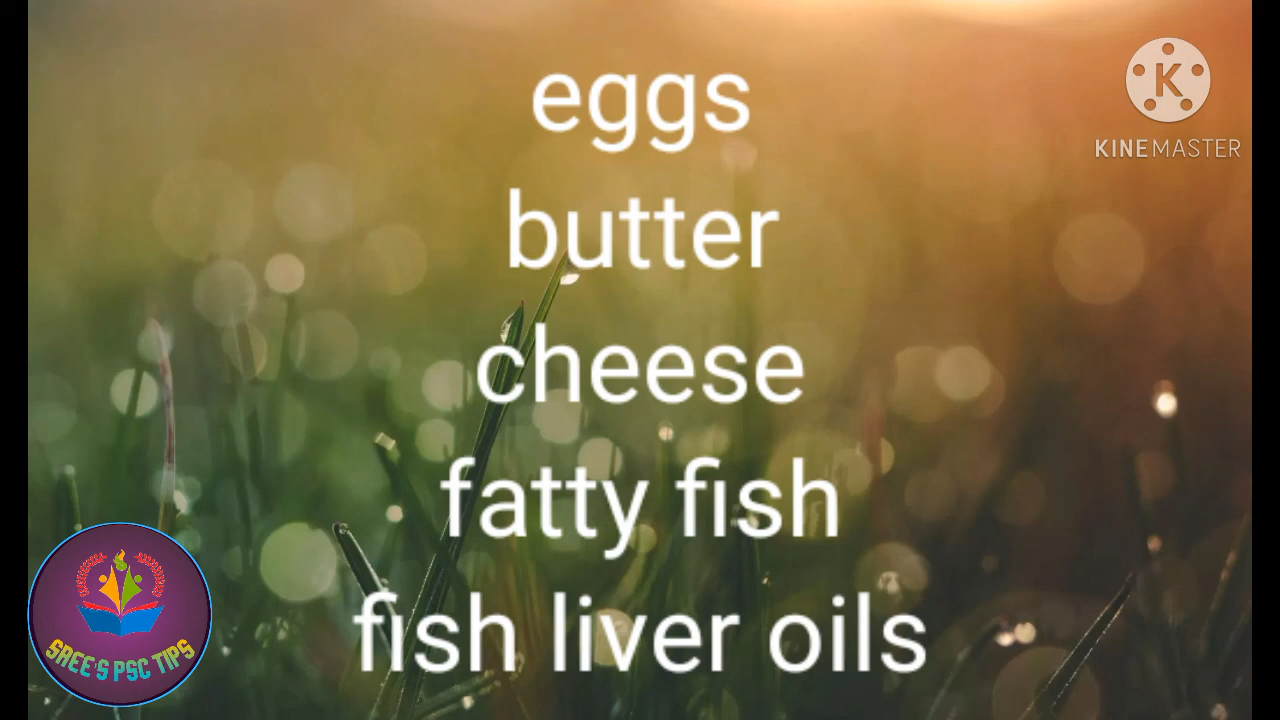 eggs
butter
cheese
fatty fish
fish liver oils
K
KINEMASTER
SREE'S PSC TIPS